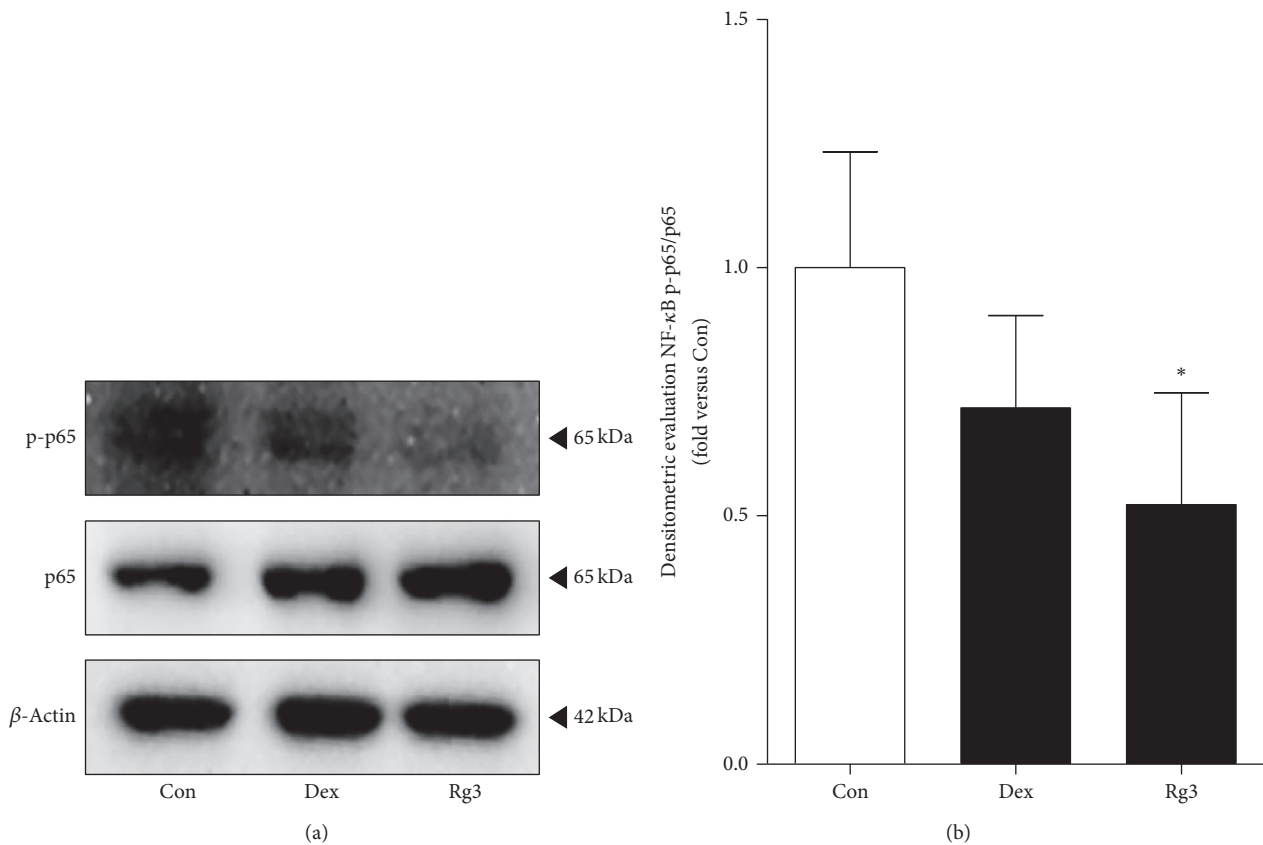 p-p65
65 kDa
p65
65 kDa
β-Actin
42 kDa
Con Dex Rg3
(a)
Densitometric evaluation NF-κB p-p65/p65
(fold versus Con)
1.5
1.0
0.5
0.0
*
Con Dex Rg3
(b)